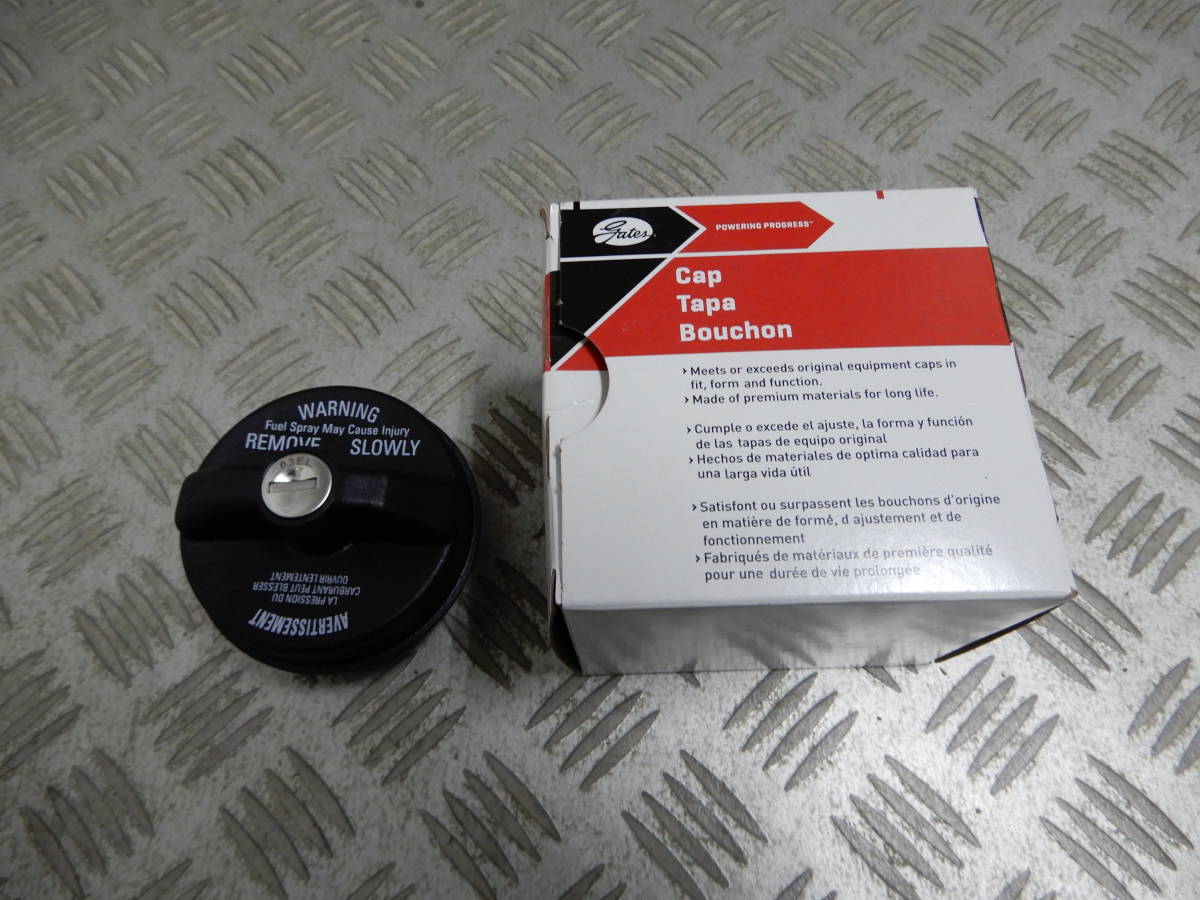 WARNING
Fuel Spray May Cause Injury
REMOVE SLOWLY
AVERTISSEMENT
LA PRESSION DU
CARBURANT PEUT BLESSER
OUVRIR LENTEMENT
Gates
POWERING PROGRESS™
Cap
Tapa
Bouchon
› Meets or exceeds original equipment caps in
fit, form and function.
› Made of premium materials for long life.
› Cumple o excede el ajuste, la forma y función
de las tapas de equipo original
› Hechos de materiales de optima calidad para
una larga vida útil
› Satisfont ou surpassent les bouchons d'origine
en matière de formé, d ajustement et de
fonctionnement
› Fabriqués de matériaux de première qualité
pour une durée de vie prolongée